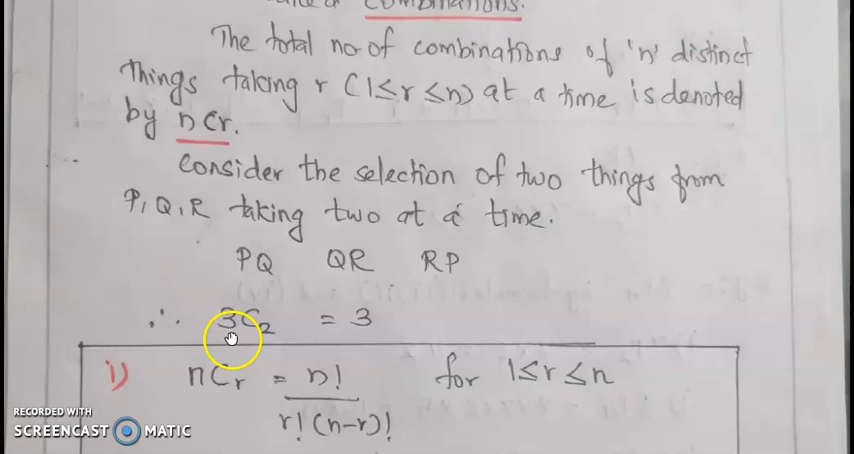 combinations.
The total no of combinations of 'n' distinct
Things taking r (1≤r≤n) at a time is denoted
by nCr.
Consider the selection of two things from
P, Q, R taking two at a time.
PQ QR RP
∴ 3C₂ = 3
i) nCr = n! for 1≤r≤n
r!(n-r)!
RECORDED WITH
SCREENCAST MATIC